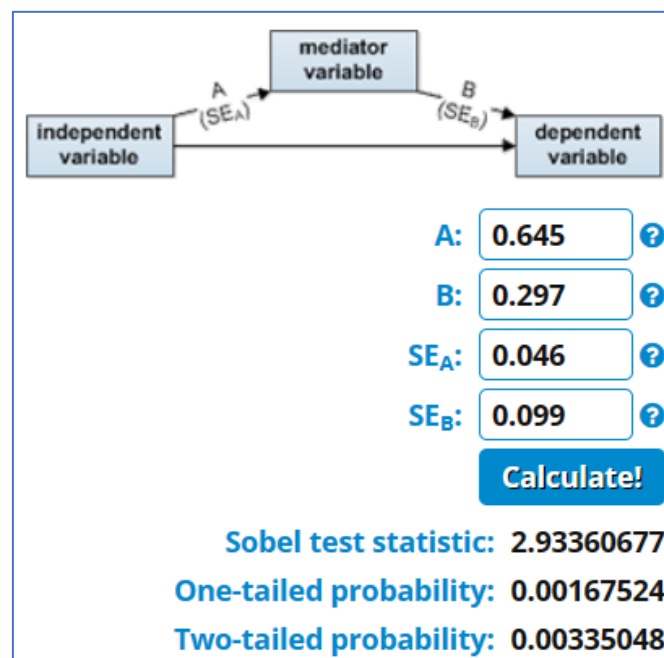 mediator
variable
A
(SEA)
B
(SEB)
independent
variable
dependent
variable
A: 0.645 ?
B: 0.297 ?
SEA: 0.046 ?
SEB: 0.099 ?
Calculate!
Sobel test statistic: 2.93360677
One-tailed probability: 0.00167524
Two-tailed probability: 0.00335048